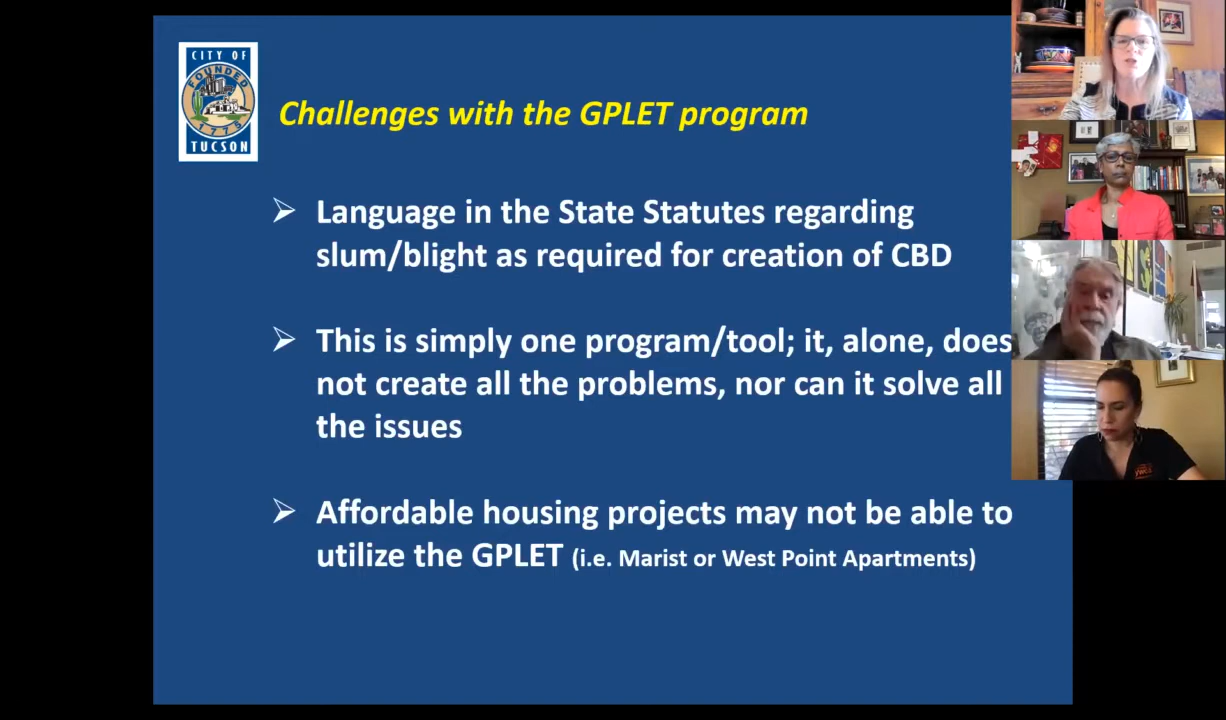 CITY OF
FOUNDED
1775
TUCSON
Challenges with the GPLET program
Language in the State Statutes regarding
slum/blight as required for creation of CBD
This is simply one program/tool; it, alone, does
not create all the problems, nor can it solve all
the issues
Affordable housing projects may not be able to
utilize the GPLET (i.e. Marist or West Point Apartments)